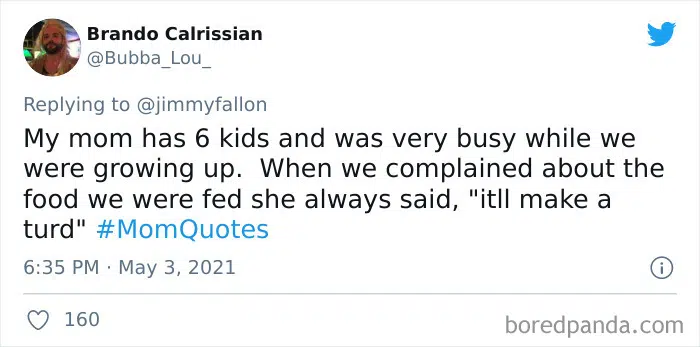 Brando Calrissian
@Bubba_Lou_
Replying to @jimmyfallon
My mom has 6 kids and was very busy while we
were growing up.  When we complained about the
food we were fed she always said, "itll make a
turd" #MomQuotes
6:35 PM · May 3, 2021
160
boredpanda.com